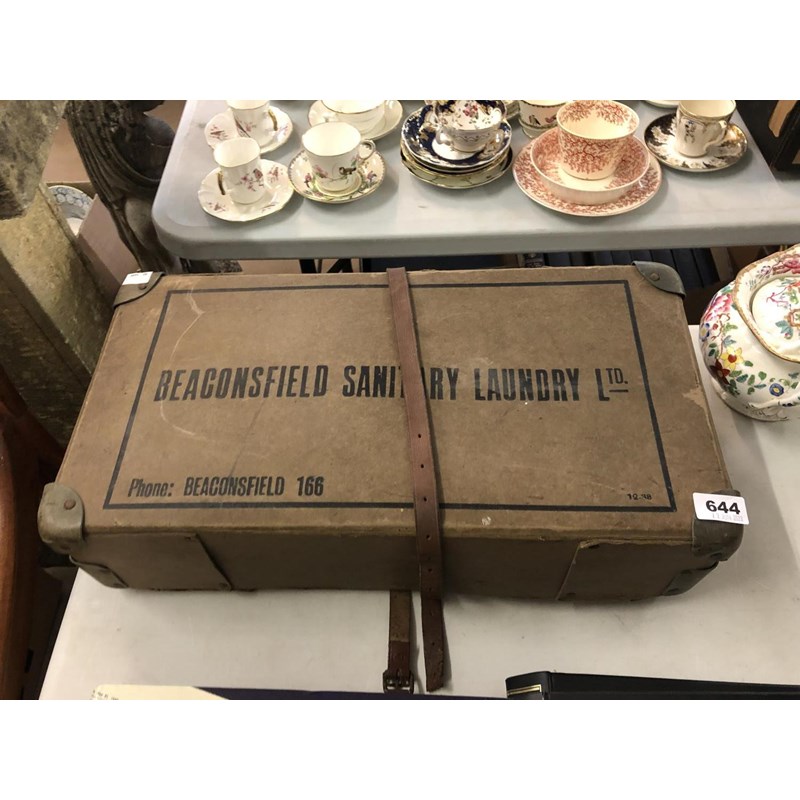 BEACONSFIELD SANITARY LAUNDRY LTD.
Phone: BEACONSFIELD 166
644